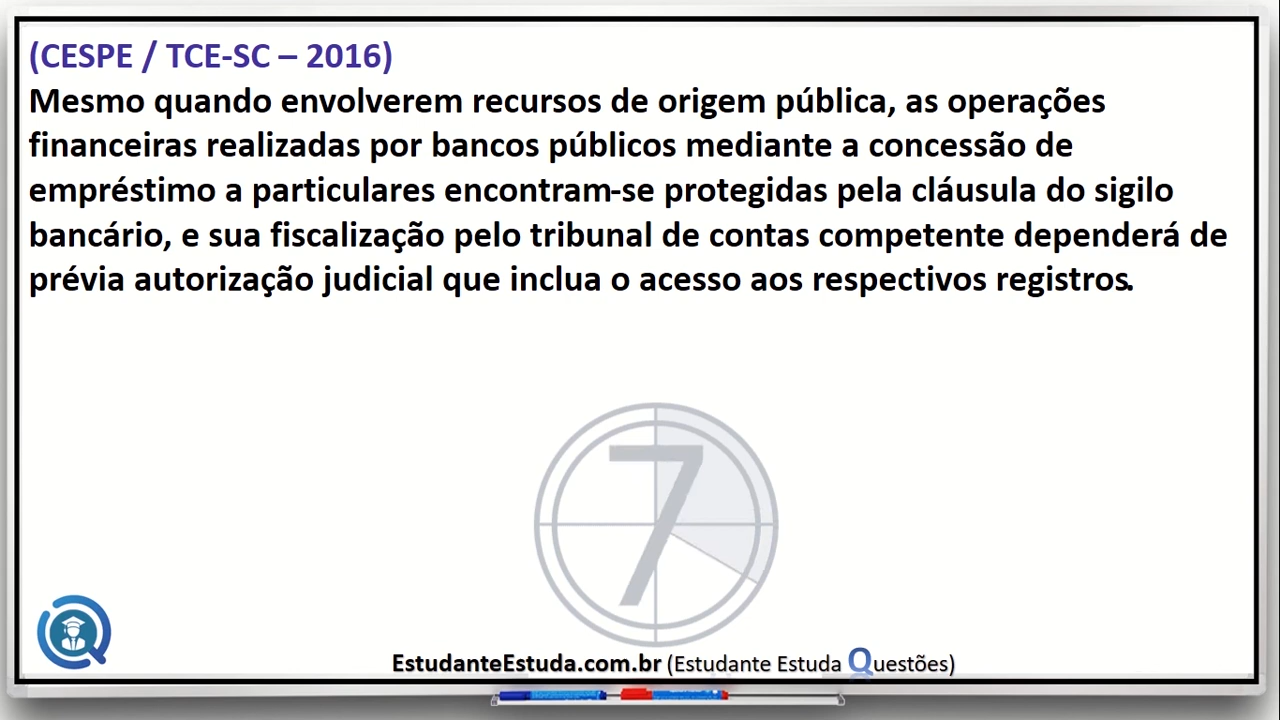 (CESPE / TCE-SC – 2016)
Mesmo quando envolverem recursos de origem pública, as operações
financeiras realizadas por bancos públicos mediante a concessão de
empréstimo a particulares encontram-se protegidas pela cláusula do sigilo
bancário, e sua fiscalização pelo tribunal de contas competente dependerá de
prévia autorização judicial que inclua o acesso aos respectivos registros.
7
EstudanteEstuda.com.br (Estudante Estuda Questões)